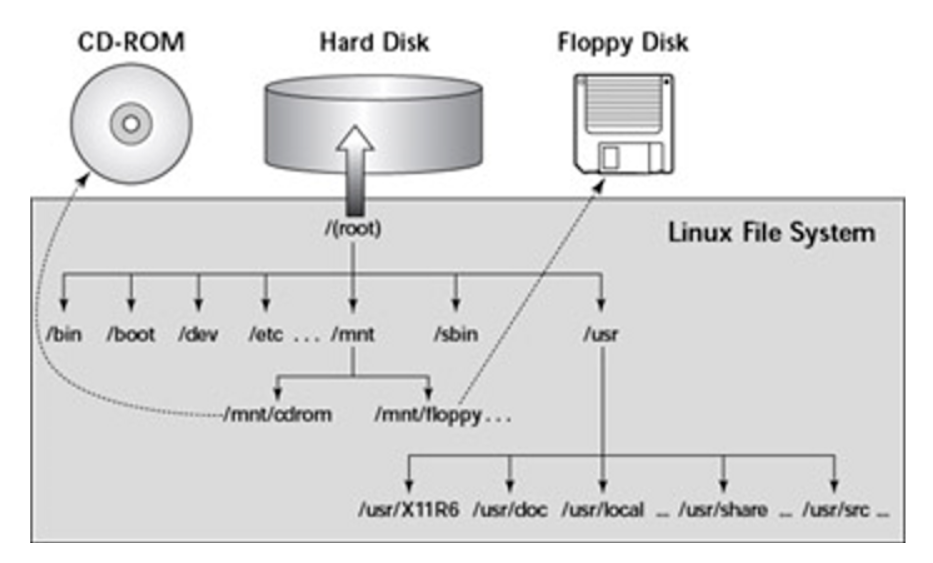 CD-ROM Hard Disk Floppy Disk
/(root)
Linux File System
/bin /boot /dev /etc ... /mnt /sbin /usr
/mnt/cdrom /mnt/floppy ...
/usr/X11R6 /usr/doc /usr/local ... /usr/share ... /usr/src ...